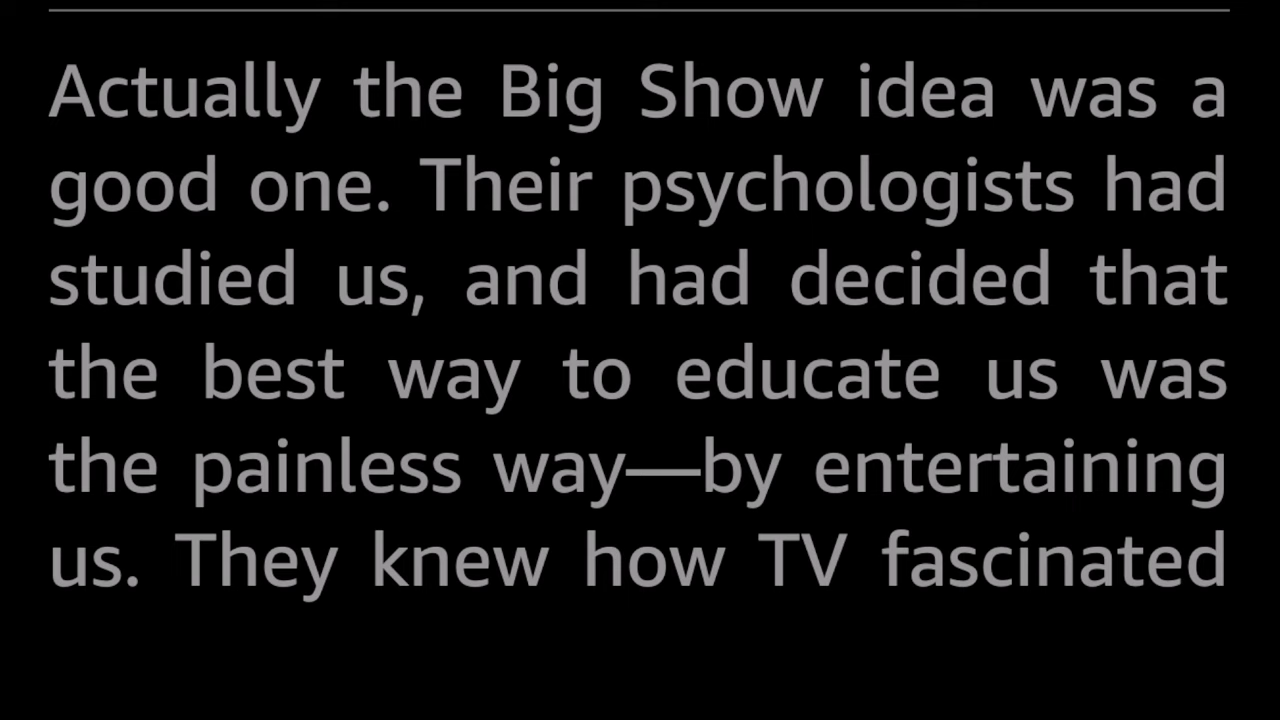 Actually the Big Show idea was a
good one. Their psychologists had
studied us, and had decided that
the best way to educate us was
the painless way—by entertaining
us. They knew how TV fascinated